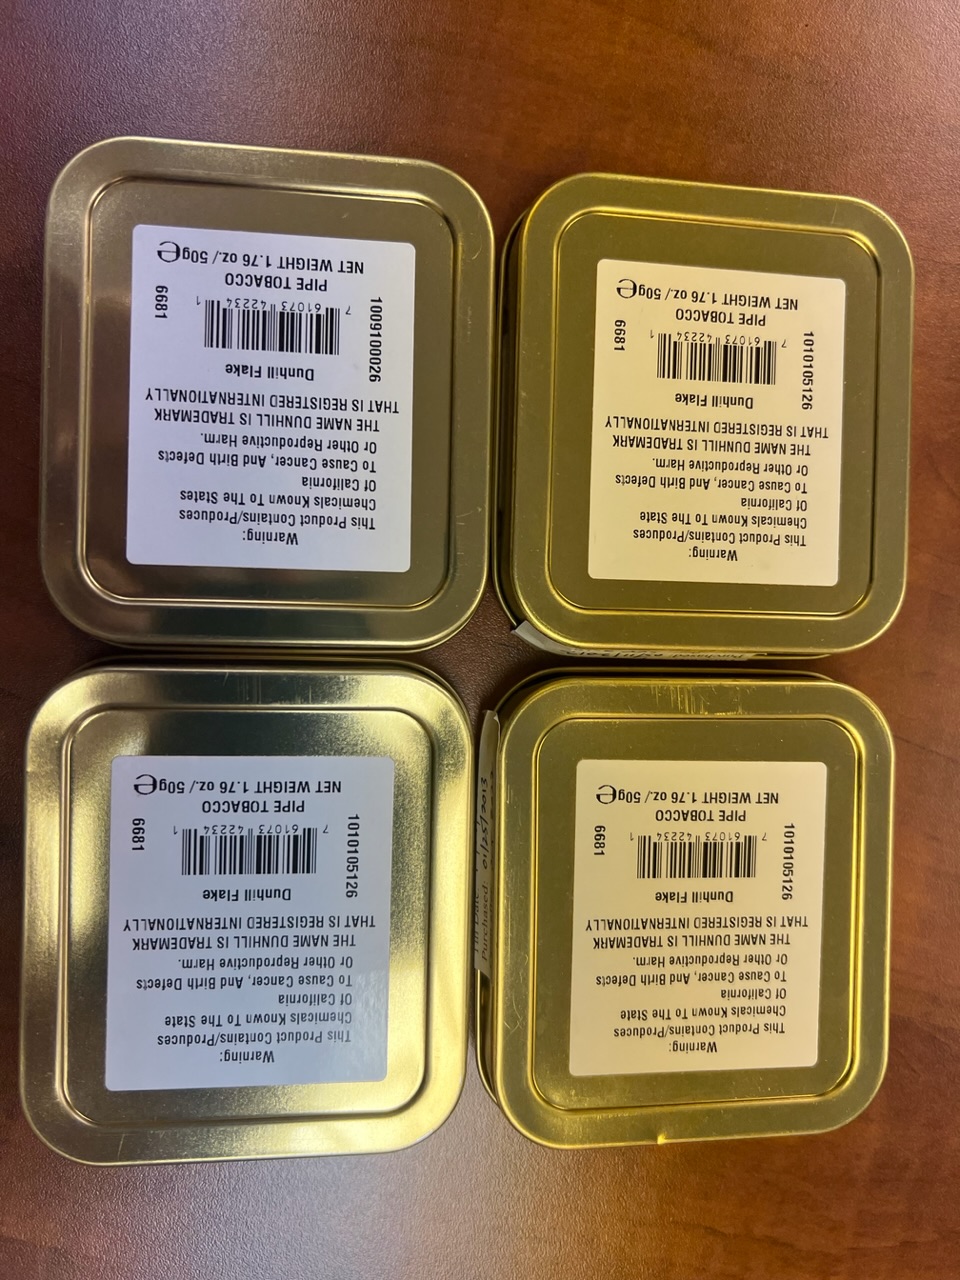 Warning:
This Product Contains/Produces
Chemicals Known To The State
Of California
To Cause Cancer, And Birth Defects
Or Other Reproductive Harm.
THE NAME DUNHILL IS TRADEMARK
THAT IS REGISTERED INTERNATIONALLY
Dunhill Flake
1010105126
7 61073 42234 1
6681
PIPE TOBACCO
NET WEIGHT 1.76 oz./ 50g℮
Warning:
This Product Contains/Produces
Chemicals Known To The State
Of California
To Cause Cancer, And Birth Defects
Or Other Reproductive Harm.
THE NAME DUNHILL IS TRADEMARK
THAT IS REGISTERED INTERNATIONALLY
Dunhill Flake
1010105126
7 61073 42234 1
6681
PIPE TOBACCO
NET WEIGHT 1.76 oz./ 50g℮
Purchased: 01/25/2013
Warning:
This Product Contains/Produces
Chemicals Known To The State
Of California
To Cause Cancer, And Birth Defects
Or Other Reproductive Harm.
THE NAME DUNHILL IS TRADEMARK
THAT IS REGISTERED INTERNATIONALLY
Dunhill Flake
1010105126
7 61073 42234 1
6681
PIPE TOBACCO
NET WEIGHT 1.76 oz./ 50g℮
Purchased
Warning:
This Product Contains/Produces
Chemicals Known To The States
Of California
To Cause Cancer, And Birth Defects
Or Other Reproductive Harm.
THE NAME DUNHILL IS TRADEMARK
THAT IS REGISTERED INTERNATIONALLY
Dunhill Flake
1009100026
7 61073 42234 1
6681
PIPE TOBACCO
NET WEIGHT 1.76 oz./ 50g℮